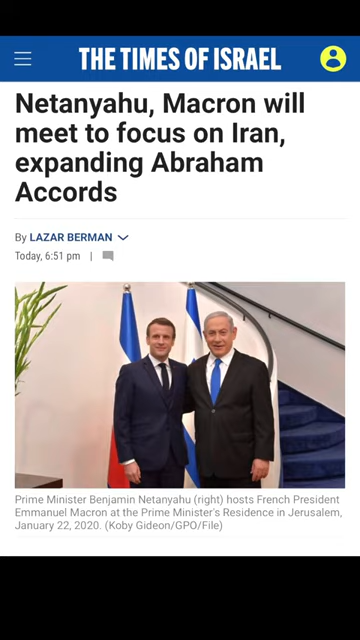 THE TIMES OF ISRAEL
Netanyahu, Macron will
meet to focus on Iran,
expanding Abraham
Accords
By LAZAR BERMAN
Today, 6:51 pm |
Prime Minister Benjamin Netanyahu (right) hosts French President
Emmanuel Macron at the Prime Minister's Residence in Jerusalem,
January 22, 2020. (Koby Gideon/GPO/File)